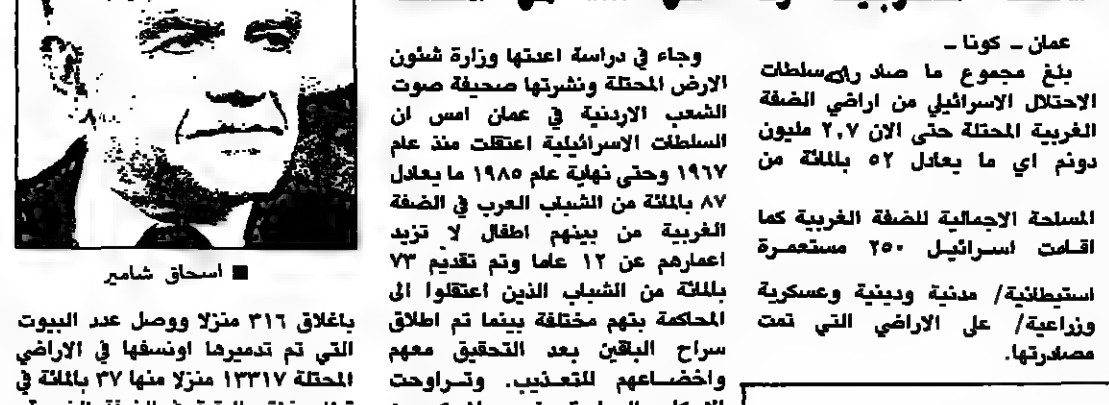 عمان ـ كونا ـ
بلغ مجموع ما صادرته سلطات
الاحتلال الاسرائيلي من اراضي الضفة
الغربية المحتلة حتى الان ٢,٧ مليون
دونم اي ما يعادل ٥٢ بالمائة من
المساحة الاجمالية للضفة الغربية كما
اقامت اسرائيل ٢٥٠ مستعمرة
استيطانية/ مدنية ودينية وعسكرية
وزراعية/ على الاراضي التي تمت
مصادرتها.
وجاء في دراسة اعدتها وزارة شئون
الارض المحتلة ونشرتها صحيفة صوت
الشعب الاردنية في عمان امس ان
السلطات الاسرائيلية اعتقلت منذ عام
١٩٦٧ وحتى نهاية عام ١٩٨٥ ما يعادل
٨٧ بالمائة من الشباب العرب في الضفة
الغربية من بينهم اطفال لا تزيد
اعمارهم عن ١٢ عاما وتم تقديم ٧٣
بالمائة من الشباب الذين اعتقلوا الى
المحاكمة بتهم مختلفة بينما تم اطلاق
سراح الباقين بعد التحقيق معهم
واخضاعهم للتعذيب. وتراوحت
■ اسحاق شامير
باغلاق ٣١٦ منزلا ووصل عدد البيوت
التي تم تدميرها اونسفها في الاراضي
المحتلة ١٣٣١٧ منزلا منها ٣٧ بالمائة في